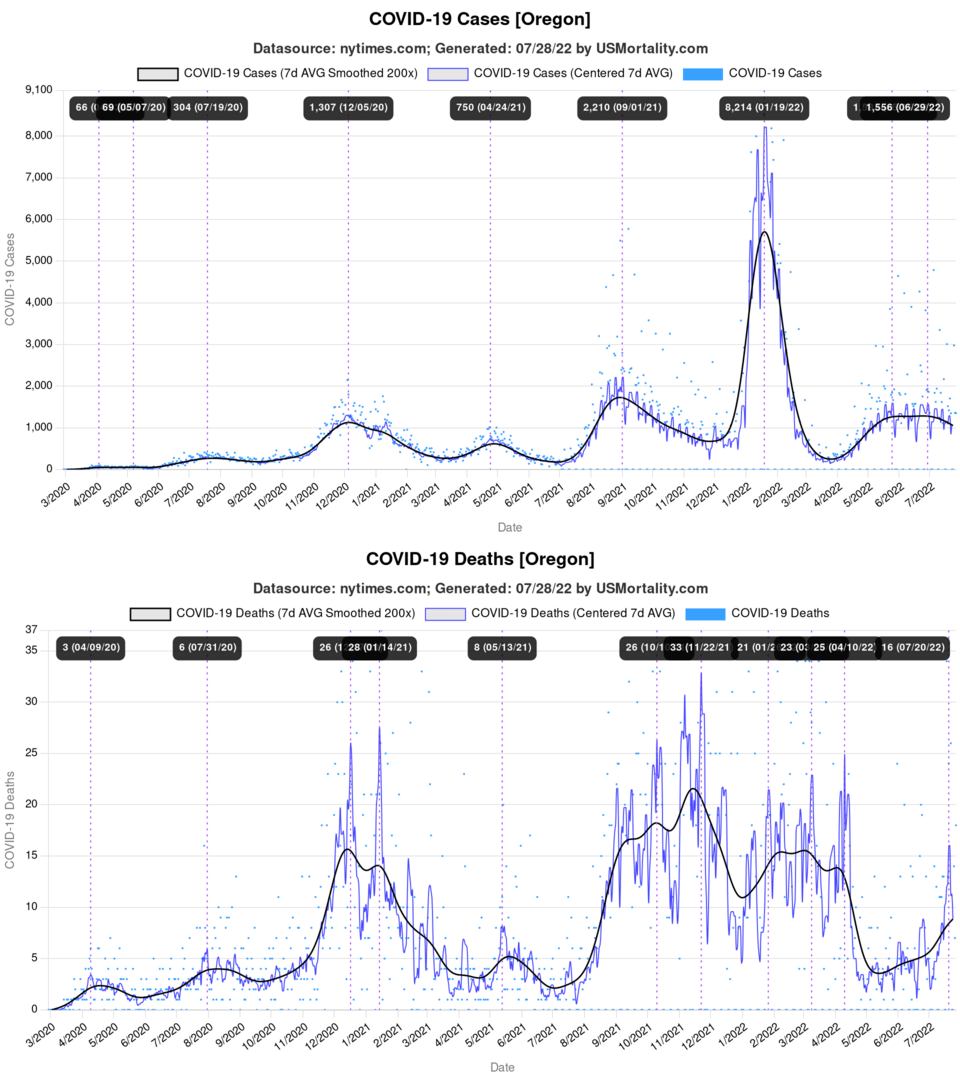 COVID-19 Cases [Oregon]
Datasource: nytimes.com; Generated: 07/28/22 by USMortality.com
COVID-19 Cases (7d AVG Smoothed 200x) COVID-19 Cases (Centered 7d AVG) COVID-19 Cases
9,100
66 69 (05/07/20) 304 (07/19/20) 1,307 (12/05/20) 750 (04/24/21) 2,210 (09/01/21) 8,214 (01/19/22) 1,556 (06/29/22)
8,000
7,000
6,000
5,000
4,000
3,000
2,000
1,000
0
COVID-19 Cases
3/2020 4/2020 5/2020 6/2020 7/2020 8/2020 9/2020 10/2020 11/2020 12/2020 1/2021 2/2021 3/2021 4/2021 5/2021 6/2021 7/2021 8/2021 9/2021 10/2021 11/2021 12/2021 1/2022 2/2022 3/2022 4/2022 5/2022 6/2022 7/2022
Date
COVID-19 Deaths [Oregon]
Datasource: nytimes.com; Generated: 07/28/22 by USMortality.com
COVID-19 Deaths (7d AVG Smoothed 200x) COVID-19 Deaths (Centered 7d AVG) COVID-19 Deaths
37
35
3 (04/09/20) 6 (07/31/20) 26 28 (01/14/21) 8 (05/13/21) 26 33 (11/22/21 21 23 25 (04/10/22) 16 (07/20/22)
30
25
20
15
10
5
0
COVID-19 Deaths
3/2020 4/2020 5/2020 6/2020 7/2020 8/2020 9/2020 10/2020 11/2020 12/2020 1/2021 2/2021 3/2021 4/2021 5/2021 6/2021 7/2021 8/2021 9/2021 10/2021 11/2021 12/2021 1/2022 2/2022 3/2022 4/2022 5/2022 6/2022 7/2022
Date